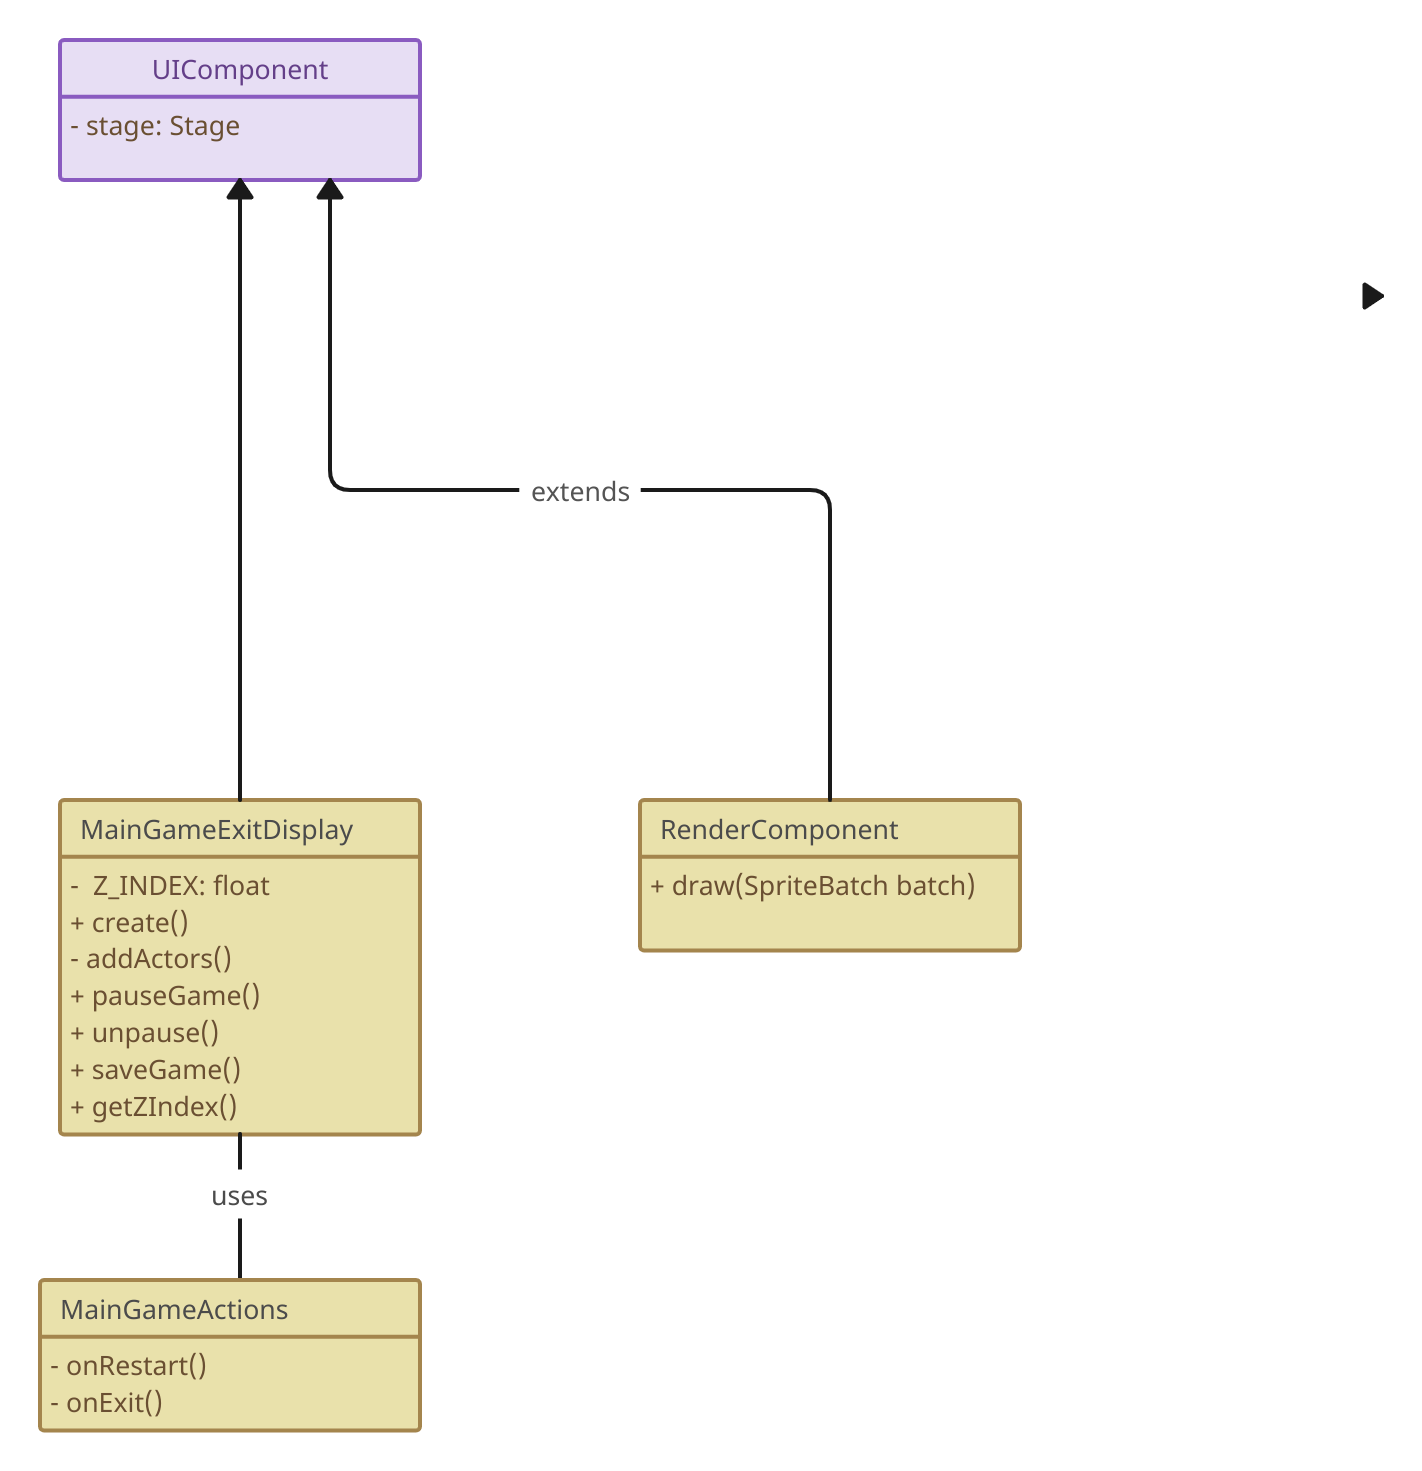 UIComponent
- stage: Stage
extends
MainGameExitDisplay
-  Z_INDEX: float
+ create()
- addActors()
+ pauseGame()
+ unpause()
+ saveGame()
+ getZIndex()
RenderComponent
+ draw(SpriteBatch batch)
uses
MainGameActions
- onRestart()
- onExit()